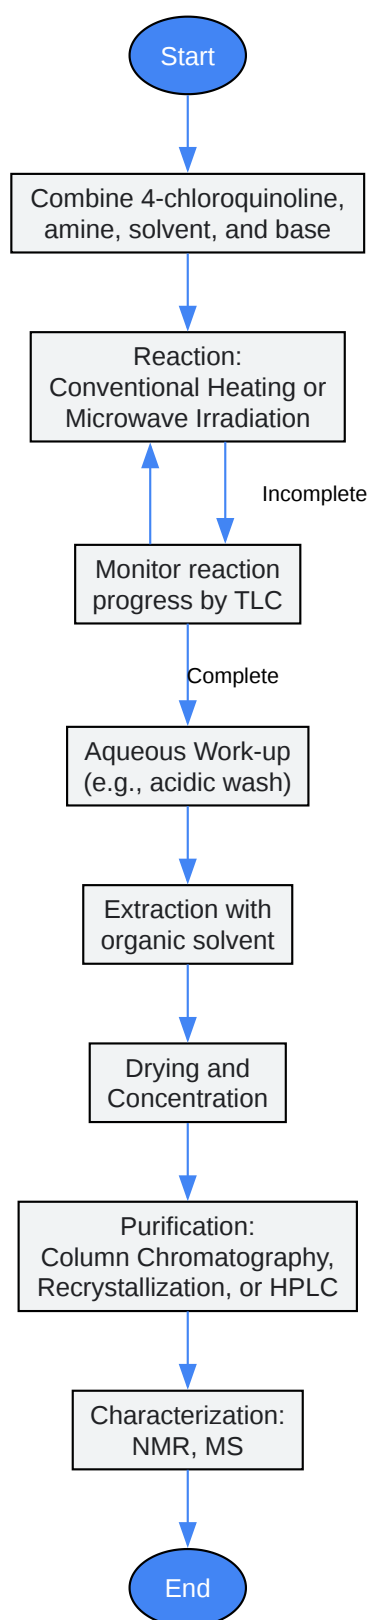 Start
Combine 4-chloroquinoline,
amine, solvent, and base
Reaction:
Conventional Heating or
Microwave Irradiation
Incomplete
Monitor reaction
progress by TLC
Complete
Aqueous Work-up
(e.g., acidic wash)
Extraction with
organic solvent
Drying and
Concentration
Purification:
Column Chromatography,
Recrystallization, or HPLC
Characterization:
NMR, MS
End